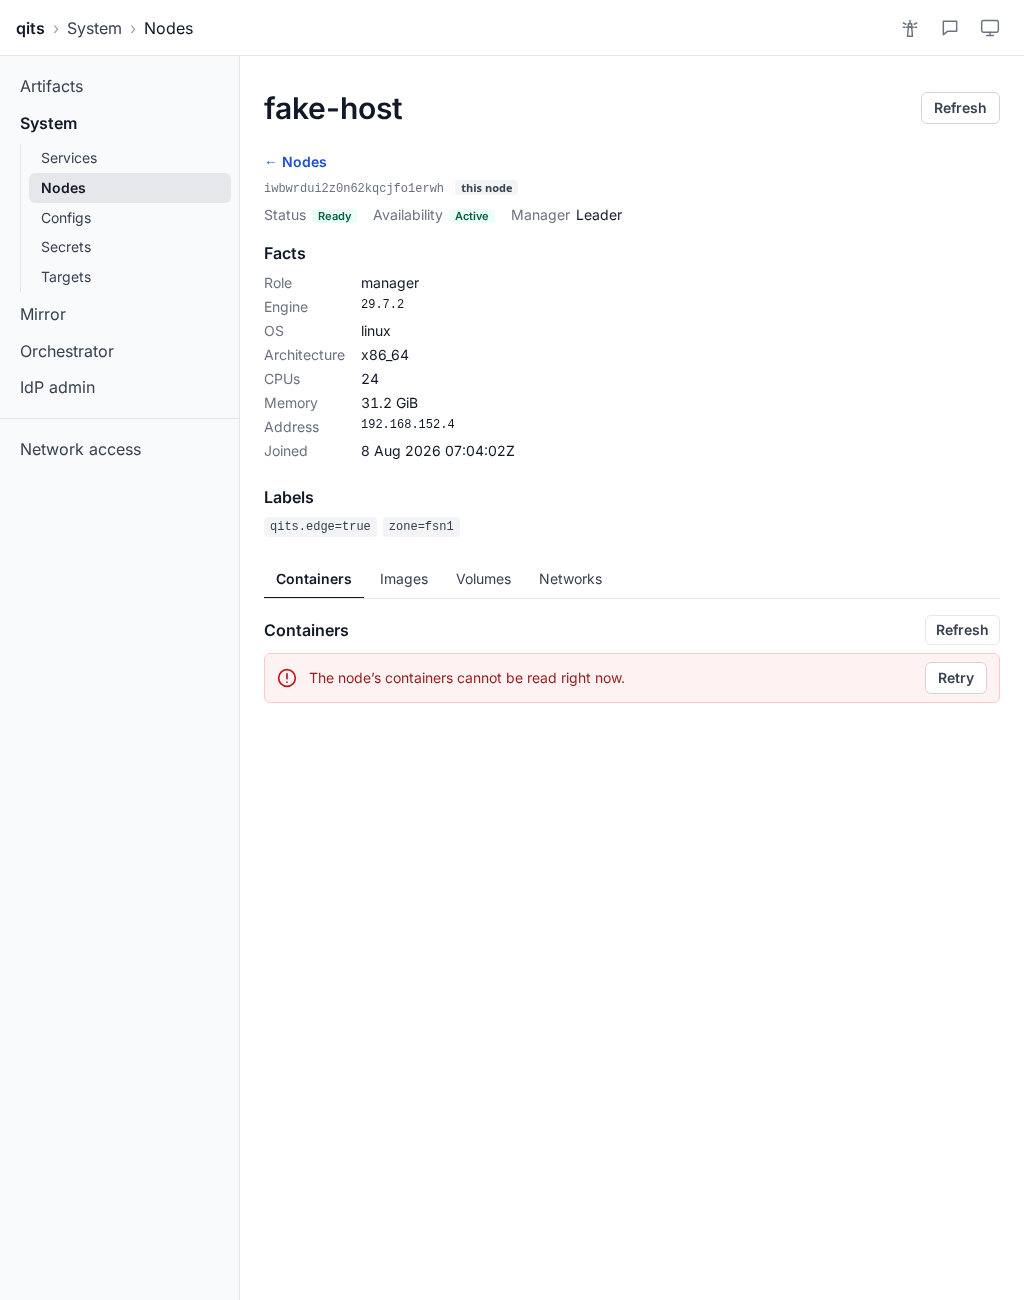 qits › System › Nodes
Artifacts
System
Services
Nodes
Configs
Secrets
Targets
Mirror
Orchestrator
IdP admin
Network access
fake-host
Refresh
← Nodes
iwbwrdui2z0n62kqcjfo1erwh this node
Status Ready Availability Active Manager Leader
Facts
Role manager
Engine 29.7.2
OS linux
Architecture x86_64
CPUs 24
Memory 31.2 GiB
Address 192.168.152.4
Joined 8 Aug 2026 07:04:02Z
Labels
qits.edge=true zone=fsn1
Containers Images Volumes Networks
Containers Refresh
The node’s containers cannot be read right now. Retry